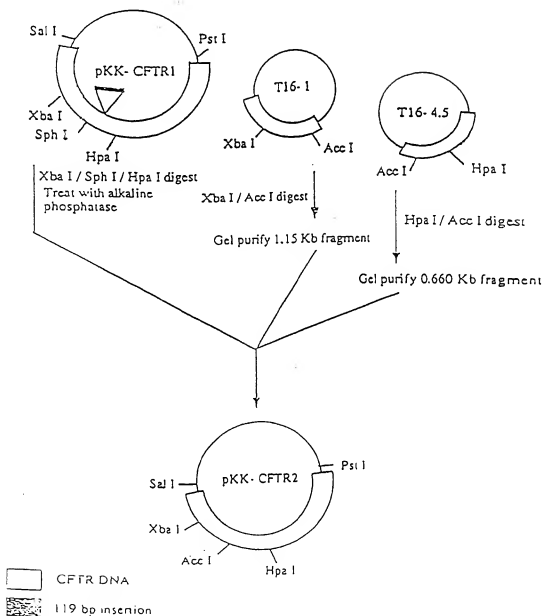 Sal I
Pst I
pKK- CFTR1
Xba I
Sph I
Hpa I
T16- 1
Xba I
Acc I
T16- 4.5
Acc I
Hpa I
Xba I / Sph I / Hpa I digest
Treat with alkaline
phosphatase
Xba I / Acc I digest
Hpa I / Acc I digest
Gel purify 1.15 Kb fragment
Gel purify 0.660 Kb fragment
Sal I
Pst I
pKK- CFTR2
Xba I
Acc I
Hpa I
CFTR DNA
119 bp insertion